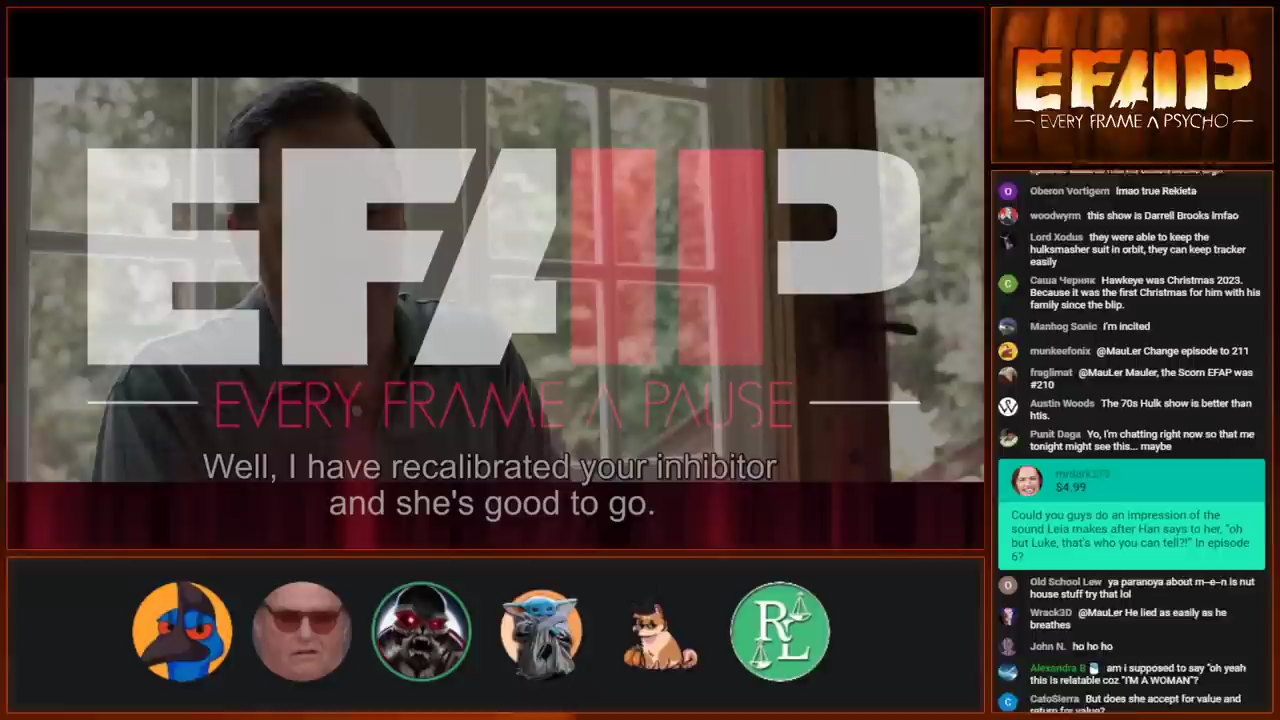 EFAP
EVERY FRAME A PAUSE
Well, I have recalibrated your inhibitor
and she's good to go.
RL
EFAP
EVERY FRAME A PSYCHO
Oberon Vortigern lmao true Rekieta
woodwyrm this show is Darrell Brooks lmfao
Lord Xodus they were able to keep the
hulksmasher suit in orbit, they can keep tracker
easily
Саша Черняк Hawkeye was Christmas 2023.
Because it was the first Christmas for him with his
family since the blip.
Manhog Sonic I'm incited
munkeefonix @MauLer Change episode to 211
fraglimat @MauLer Mauler, the Scorn EFAP was
#210
Austin Woods The 70s Hulk show is better than
htis.
Punit Daga Yo, I'm chatting right now so that me
tonight might see this... maybe
$4.99
Could you guys do an impression of the
sound Leia makes after Han says to her, "oh
but Luke, that's who you can tell?!" In episode
6?
Old School Lew ya paranoya about m-e-n is nut
house stuff try that lol
Wrack3D @MauLer He lied as easily as he
breathes
John N. ho ho ho
Alexandra B am i supposed to say "oh yeah
this is relatable coz "I'M A WOMAN"?
CatoSierra But does she accept for value and
return for value?